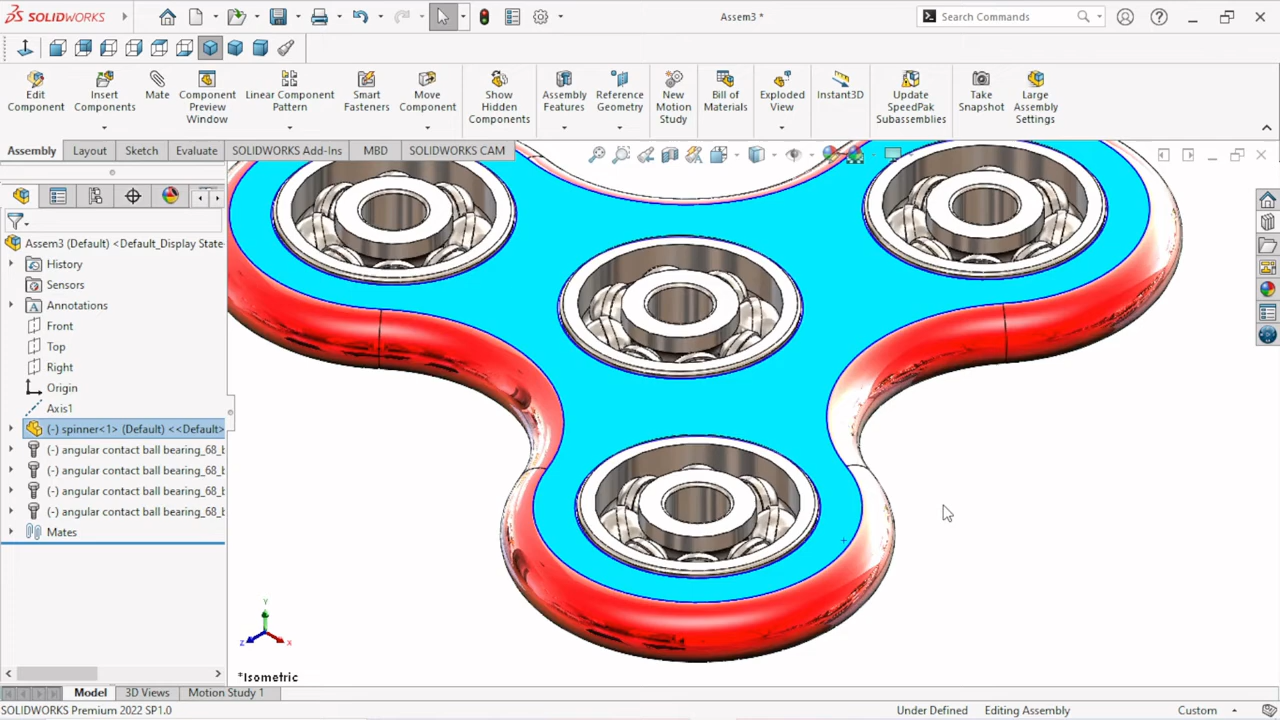 SOLIDWORKS
Assem3 *
Search Commands
Edit
Component
Insert
Components
Mate
Component
Preview
Window
Linear Component
Pattern
Smart
Fasteners
Move
Component
Show
Hidden
Components
Assembly
Features
Reference
Geometry
New
Motion
Study
Bill of
Materials
Exploded
View
Instant3D
Update
SpeedPak
Subassemblies
Take
Snapshot
Large
Assembly
Settings
Assembly
Layout
Sketch
Evaluate
SOLIDWORKS Add-Ins
MBD
SOLIDWORKS CAM
Assem3 (Default) <Default_Display State
History
Sensors
Annotations
Front
Top
Right
Origin
Axis1
(-) spinner<1> (Default) <<Default>
(-) angular contact ball bearing_68_b
(-) angular contact ball bearing_68_b
(-) angular contact ball bearing_68_b
(-) angular contact ball bearing_68_b
Mates
Y
Z
X
*Isometric
Model
3D Views
Motion Study 1
SOLIDWORKS Premium 2022 SP1.0
Under Defined
Editing Assembly
Custom